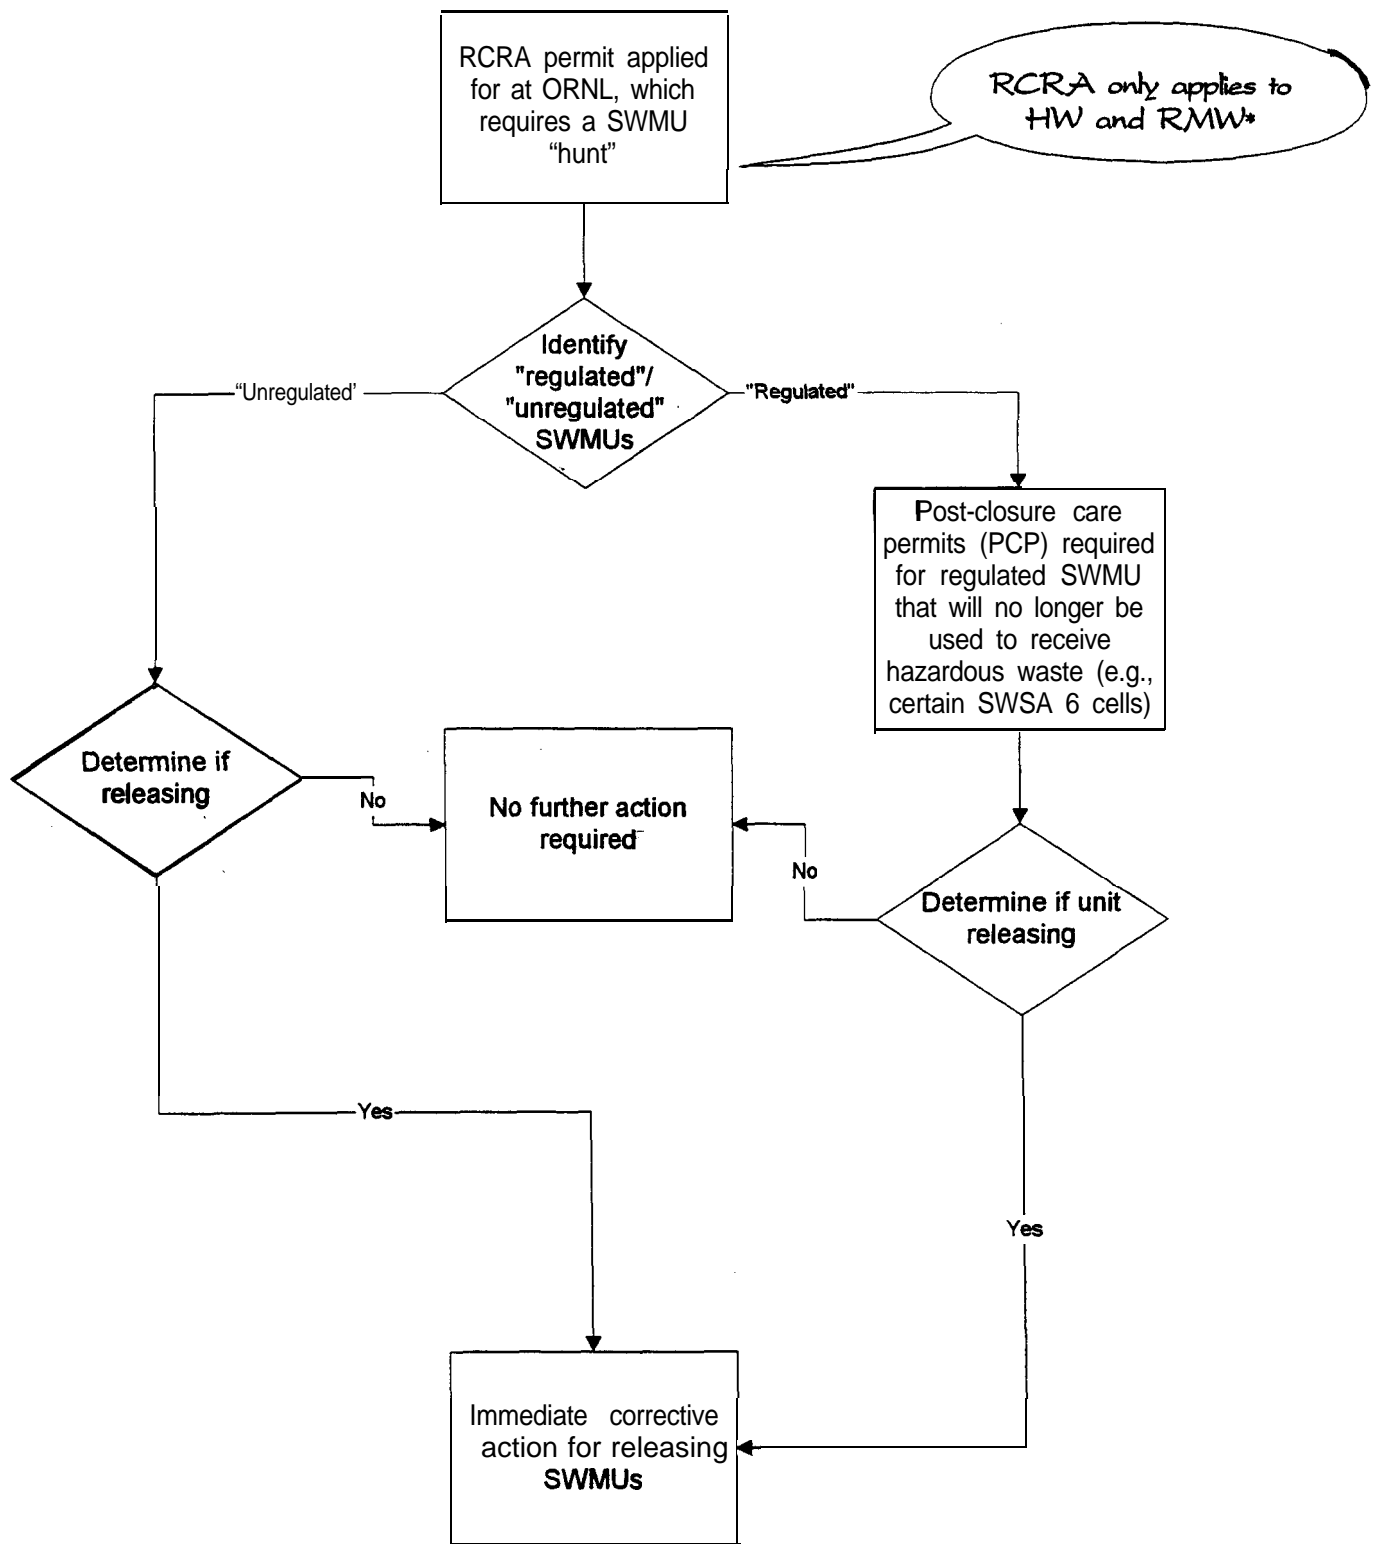 RCRA permit applied
for at ORNL, which
requires a SWMU
“hunt”
RCRA only applies to
HW and RMW*
Identify
"regulated"/
"unregulated"
SWMUs
“Unregulated’
"Regulated"
Post-closure care
permits (PCP) required
for regulated SWMU
that will no longer be
used to receive
hazardous waste (e.g.,
certain SWSA 6 cells)
Determine if
releasing
No
No further action
required
No
Determine if unit
releasing
Yes
Yes
Immediate corrective
action for releasing
SWMUs